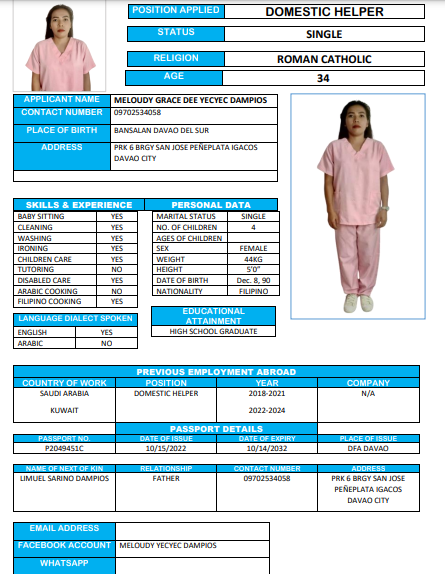 POSITION APPLIED DOMESTIC HELPER
STATUS SINGLE
RELIGION ROMAN CATHOLIC
AGE 34
APPLICANT NAME MELOUDY GRACE DEE YECYEC DAMPIOS
CONTACT NUMBER 09702534058
PLACE OF BIRTH BANSALAN DAVAO DEL SUR
ADDRESS PRK 6 BRGY SAN JOSE PEÑEPLATA IGACOS
DAVAO CITY
SKILLS & EXPERIENCE PERSONAL DATA
BABY SITTING YES MARITAL STATUS SINGLE
CLEANING YES NO. OF CHILDREN 4
WASHING YES AGES OF CHILDREN
IRONING YES SEX FEMALE
CHILDREN CARE YES WEIGHT 44KG
TUTORING NO HEIGHT 5'0"
DISABLED CARE YES DATE OF BIRTH Dec. 8, 90
ARABIC COOKING NO NATIONALITY FILIPINO
FILIPINO COOKING YES
EDUCATIONAL
ATTAINMENT
HIGH SCHOOL GRADUATE
LANGUAGE DIALECT SPOKEN
ENGLISH YES
ARABIC NO
PREVIOUS EMPLOYMENT ABROAD
COUNTRY OF WORK POSITION YEAR COMPANY
SAUDI ARABIA DOMESTIC HELPER 2018-2021 N/A
KUWAIT 2022-2024
PASSPORT DETAILS
PASSPORT NO. DATE OF ISSUE DATE OF EXPIRY PLACE OF ISSUE
P2049451C 10/15/2022 10/14/2032 DFA DAVAO
NAME OF NEXT OF KIN RELATIONSHIP CONTACT NUMBER ADDRESS
LIMUEL SARINO DAMPIOS FATHER 09702534058 PRK 6 BRGY SAN JOSE
PEÑEPLATA IGACOS
DAVAO CITY
EMAIL ADDRESS
FACEBOOK ACCOUNT MELOUDY YECYEC DAMPIOS
WHATSAPP